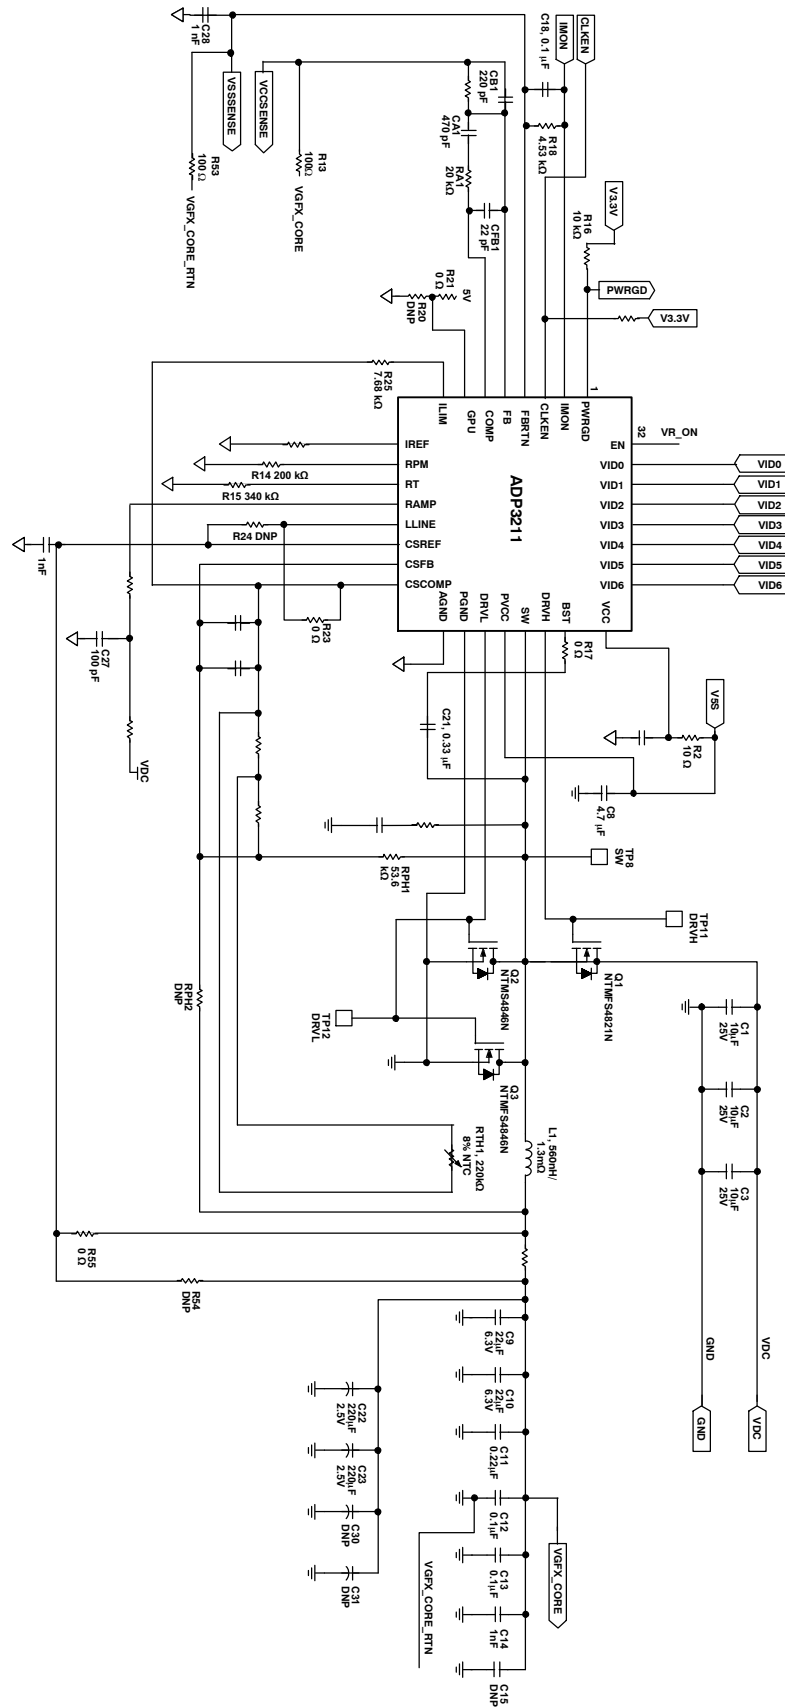 C28
1 nF
VSSSENSE
VCCSENSE
R53
100 Ω
VGFX_CORE_RTN
R13
100Ω
VGFX_CORE
CB1
220 pF
CA1
470 pF
RA1
20 kΩ
CFB1
22 pF
C18, 0.1 μF
IMON
CLKEN
R18
4.53 kΩ
V3.3V
R16
10 kΩ
PWRGD
V3.3V
R21
0 Ω
5V
R20
DNP
R25
7.68 kΩ
1
ILIM
GPU
COMP
FB
FBRTN
CLKEN
IMON
PWRGD
ADP3211
IREF
RPM
RT
RAMP
LLINE
CSREF
CSFB
CSCOMP
32
VR_ON
EN
VID0
VID1
VID2
VID3
VID4
VID5
VID6
VID0
VID1
VID2
VID3
VID4
VID5
VID6
AGND
PGND
DRVL
PVCC
SW
DRVH
BST
VCC
R14 200 kΩ
R15 340 kΩ
R24 DNP
1nF
R23
0 Ω
C27
100 pF
VDC
R17
0 Ω
C21, 0.33 μF
V5S
R2
10 Ω
C8
4.7 μF
RPH1
53.6
kΩ
TP8
SW
TP11
DRVH
Q2
NTMS4846N
Q1
NTMFS4821N
RPH2
DNP
TP12
DRVL
Q3
NTMFS4846N
C1
10μF
25V
C2
10μF
25V
C3
10μF
25V
RTH1, 220kΩ
8% NTC
L1, 560nH/
1.3mΩ
R55
0 Ω
R54
DNP
GND
VDC
GND
VDC
C9
22μF
6.3V
C10
22μF
6.3V
C11
0.22μF
C12
0.1μF
C13
0.1μF
C14
1nF
C15
DNP
C22
220μF
2.5V
C23
220μF
2.5V
C30
DNP
C31
DNP
VGFX_CORE
VGFX_CORE_RTN